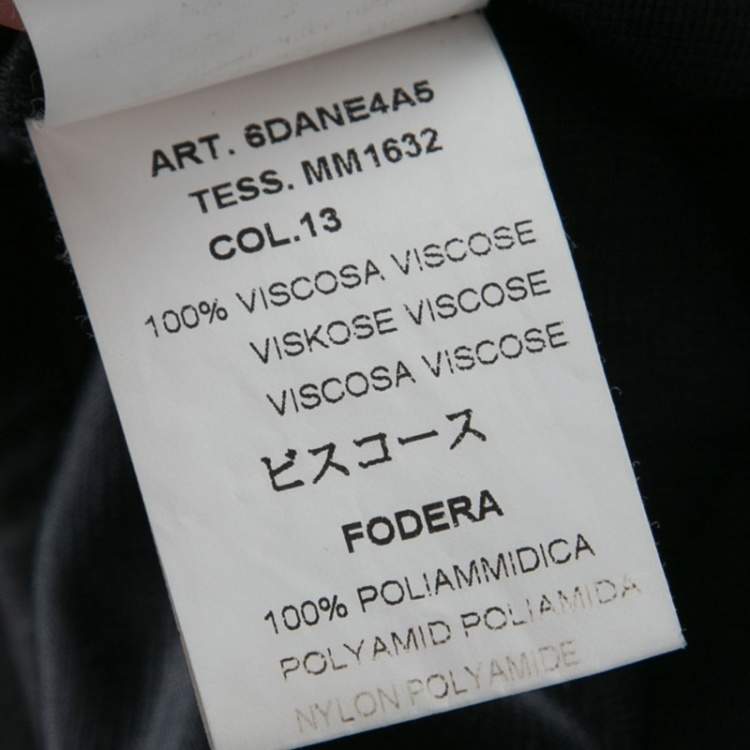 ART. 6DANE4A5
TESS. MM1632
COL.13
100% VISCOSA VISCOSE
VISKOSE VISCOSE
VISCOSA VISCOSE
ビスコース
FODERA
100% POLIAMMIDICA
POLYAMID POLIAMIDA
NYLON POLYAMIDE